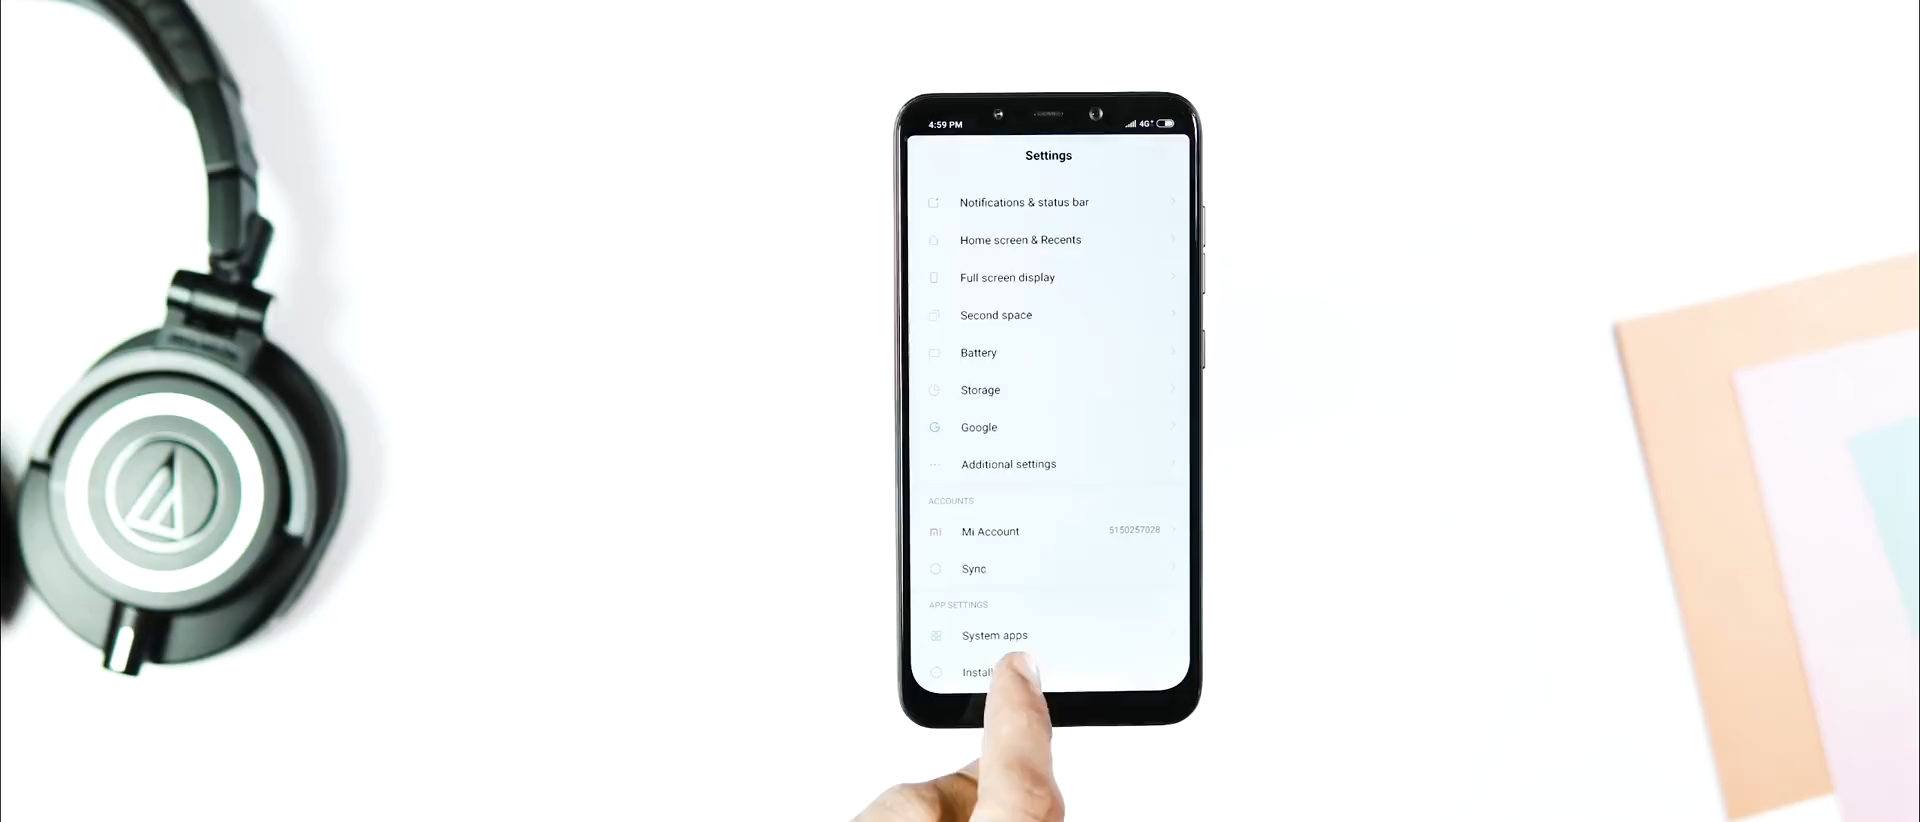 4:59 PM
4G+
Settings
Notifications & status bar
Home screen & Recents
Full screen display
Second space
Battery
Storage
Google
Additional settings
ACCOUNTS
Mi Account 5150257028
Sync
APP SETTINGS
System apps
Install